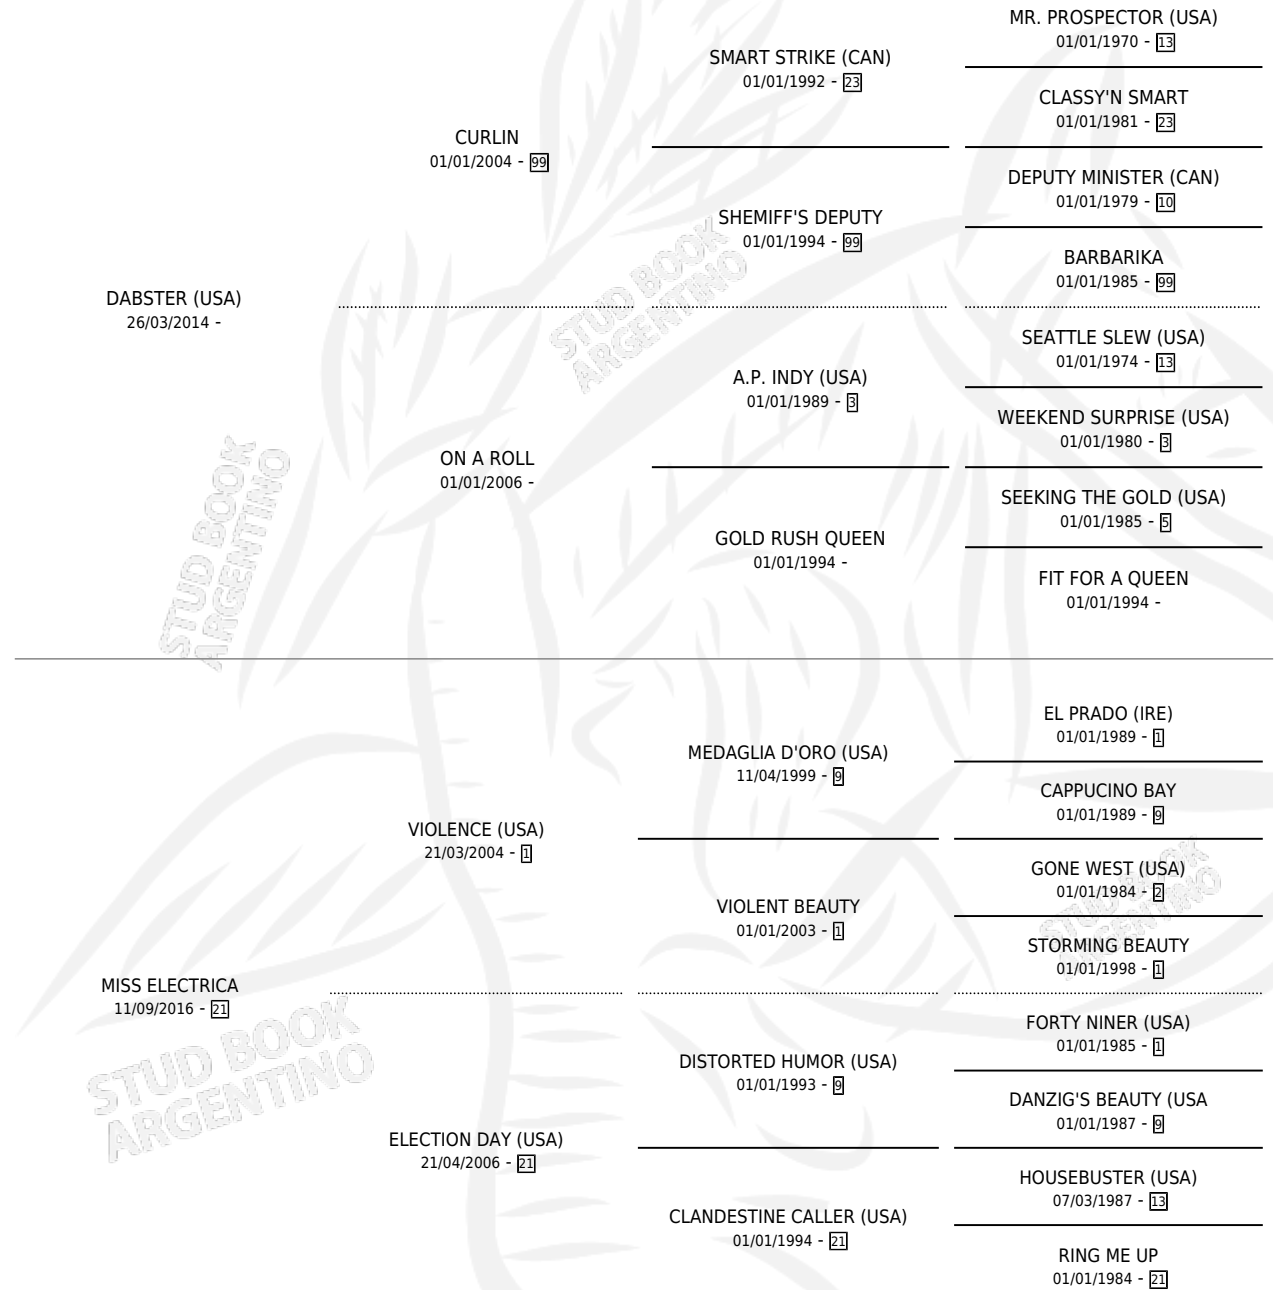 MR. PROSPECTOR (USA)
01/01/1970 - 13
SMART STRIKE (CAN)
01/01/1992 - 23
CLASSY'N SMART
01/01/1981 - 23
CURLIN
01/01/2004 - 99
DEPUTY MINISTER (CAN)
01/01/1979 - 10
SHEMIFF'S DEPUTY
01/01/1994 - 99
BARBARIKA
01/01/1985 - 99
DABSTER (USA)
26/03/2014 -
SEATTLE SLEW (USA)
01/01/1974 - 13
A.P. INDY (USA)
01/01/1989 - 3
WEEKEND SURPRISE (USA)
01/01/1980 - 3
ON A ROLL
01/01/2006 -
SEEKING THE GOLD (USA)
01/01/1985 - 5
GOLD RUSH QUEEN
01/01/1994 -
FIT FOR A QUEEN
01/01/1994 -
EL PRADO (IRE)
01/01/1989 - 1
MEDAGLIA D'ORO (USA)
11/04/1999 - 9
CAPPUCINO BAY
01/01/1989 - 9
VIOLENCE (USA)
21/03/2004 - 1
GONE WEST (USA)
01/01/1984 - 2
VIOLENT BEAUTY
01/01/2003 - 1
STORMING BEAUTY
01/01/1998 - 1
MISS ELECTRICA
11/09/2016 - 21
FORTY NINER (USA)
01/01/1985 - 1
DISTORTED HUMOR (USA)
01/01/1993 - 9
DANZIG'S BEAUTY (USA
01/01/1987 - 9
ELECTION DAY (USA)
21/04/2006 - 21
HOUSEBUSTER (USA)
07/03/1987 - 13
CLANDESTINE CALLER (USA)
01/01/1994 - 21
RING ME UP
01/01/1984 - 21
STUD BOOK
ARGENTINO
STUD BOOK
ARGENTINO
STUD BOOK
ARGENTINO
STUD BOOK
ARGENTINO